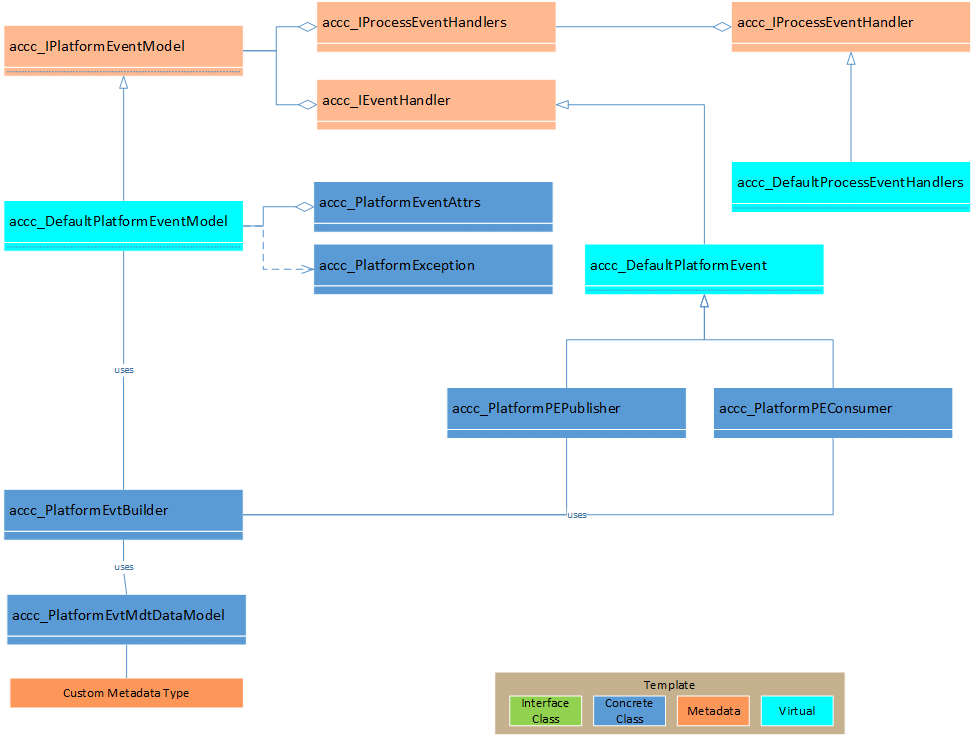 accc_IProcessEventHandlers
accc_IProcessEventHandler
accc_IPlatformEventModel
accc_IEventHandler
accc_DefaultProcessEventHandlers
accc_PlatformEventAttrs
accc_DefaultPlatformEventModel
accc_PlatformException
accc_DefaultPlatformEvent
uses
accc_PlatformPEPublisher
accc_PlatformPEConsumer
accc_PlatformEvtBuilder
uses
uses
accc_PlatformEvtMdtDataModel
Custom Metadata Type
Template
Interface
Class
Concrete
Class
Metadata
Virtual